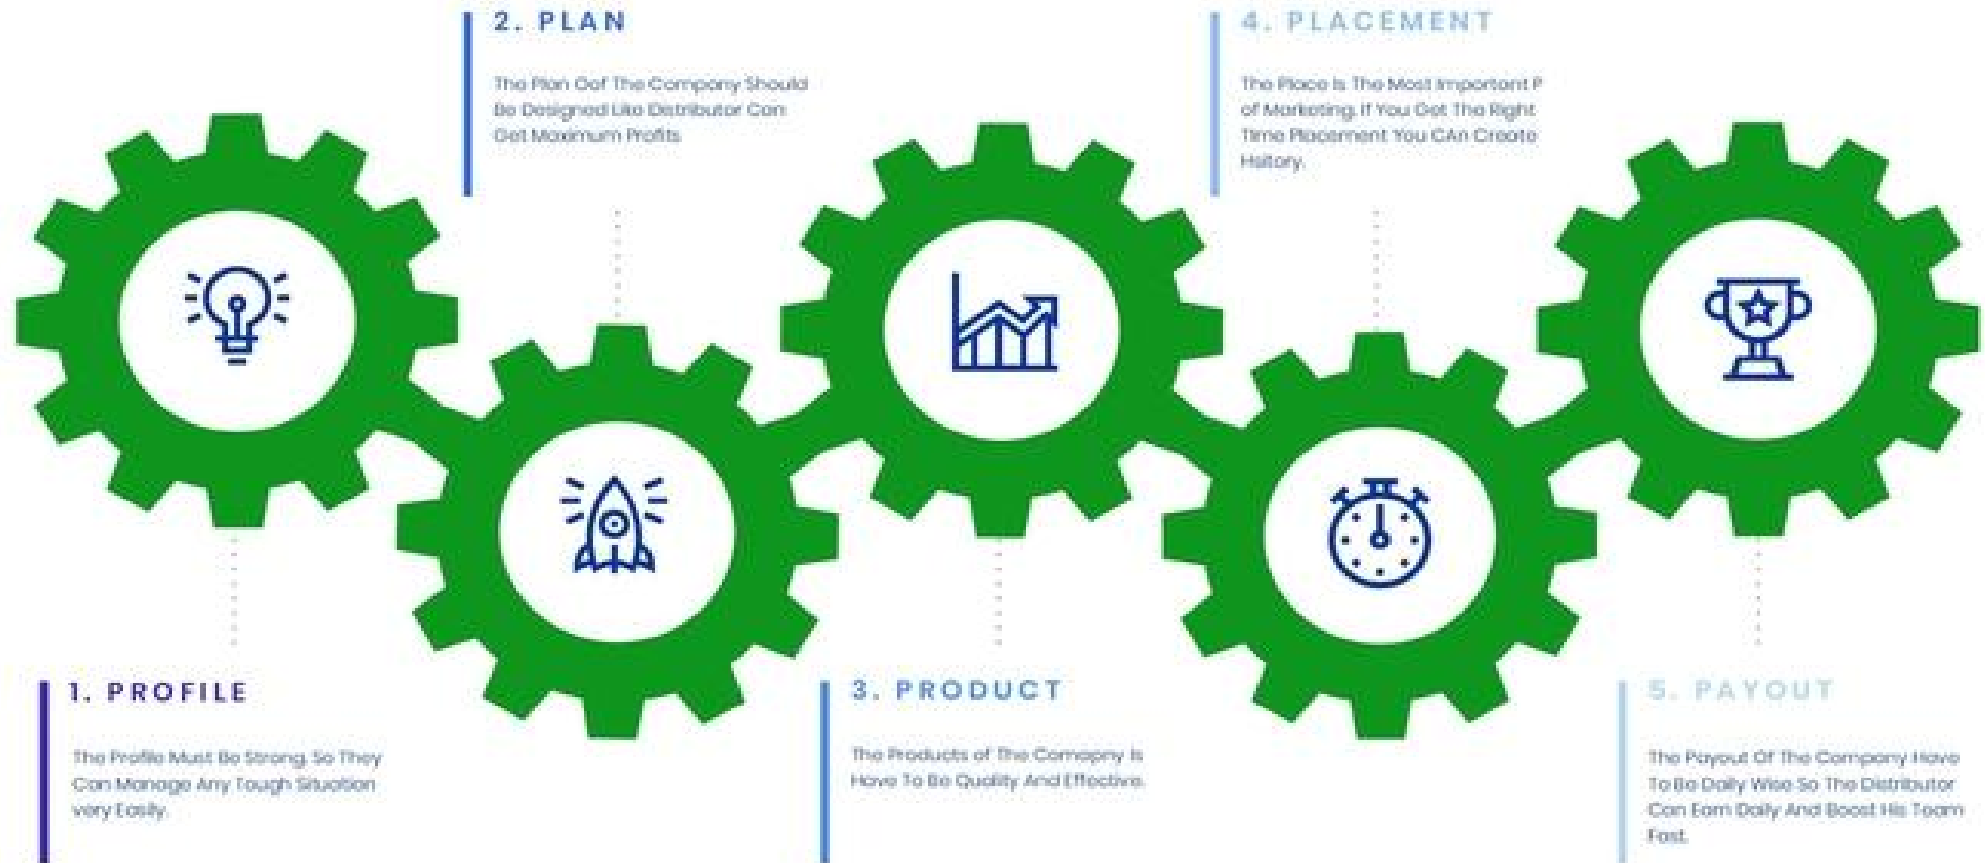 2. PLAN
The Plan Oof The Company Should
Be Designed Like Distributor Can
Get Maximum Profits
4. PLACEMENT
The Place Is The Most Important P
of Marketing. If You Get The Right
Time Placement You CAn Create
Hsitory.
1. PROFILE
The Profile Must Be Strong, So They
Can Manage Any Tough Situation
very Easily.
3. PRODUCT
The Products of The Comapny Is
Have To Be Quality And Effective.
5. PAYOUT
The Payout Of The Company Have
To Be Daily Wise So The Distributor
Can Earn Daily And Boost His Team
Fast.